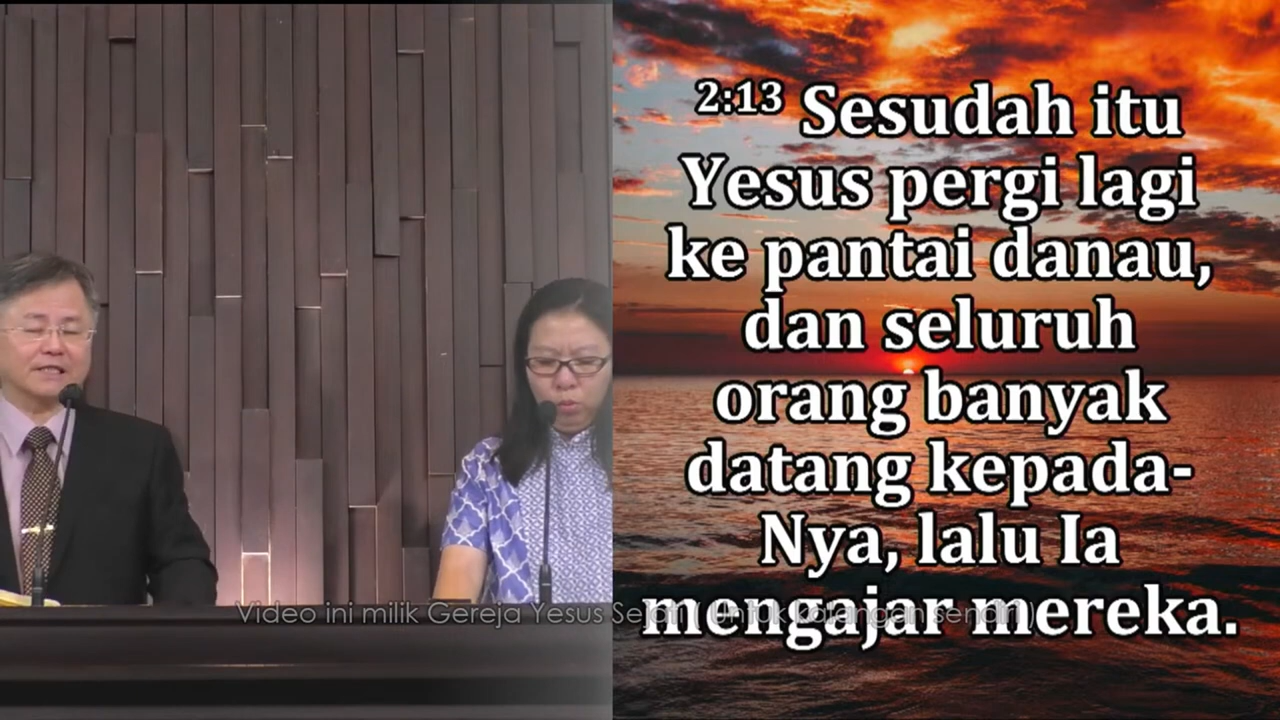 2:13 Sesudah itu
Yesus pergi lagi
ke pantai danau,
dan seluruh
orang banyak
datang kepada-
Nya, lalu Ia
mengajar mereka.
Video ini milik Gereja Yesus Sejati ( Untuk kalangan sendiri )